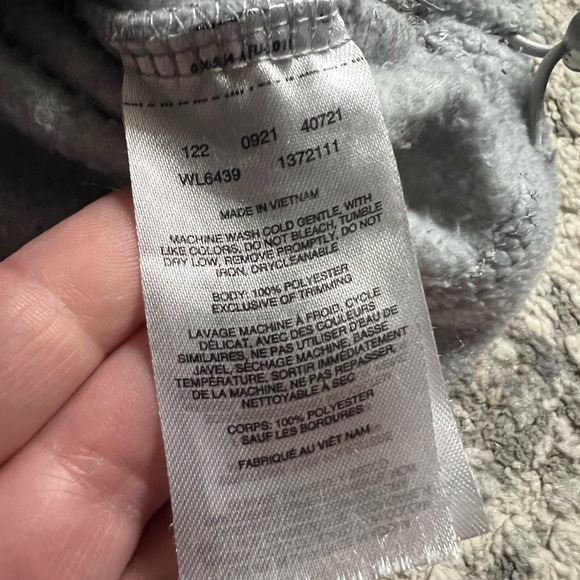 122 0921 40721
WL6439 1372111
MADE IN VIETNAM
MACHINE WASH COLD GENTLE, WITH
LIKE COLORS, DO NOT BLEACH, TUMBLE
DRY LOW, REMOVE PROMPTLY, DO NOT
IRON, DRYCLEANABLE
BODY: 100% POLYESTER
EXCLUSIVE OF TRIMMING
LAVAGE MACHINE À FROID, CYCLE
DÉLICAT, AVEC DES COULEURS
SIMILAIRES, NE PAS UTILISER D'EAU DE
JAVEL, SÉCHAGE MACHINE, BASSE
TEMPÉRATURE, SORTIR IMMÉDIATEMENT
DE LA MACHINE, NE PAS REPASSER,
NETTOYABLE À SEC
CORPS: 100% POLYESTER
SAUF LES BORDURES
FABRIQUÉ AU VIÊT NAM